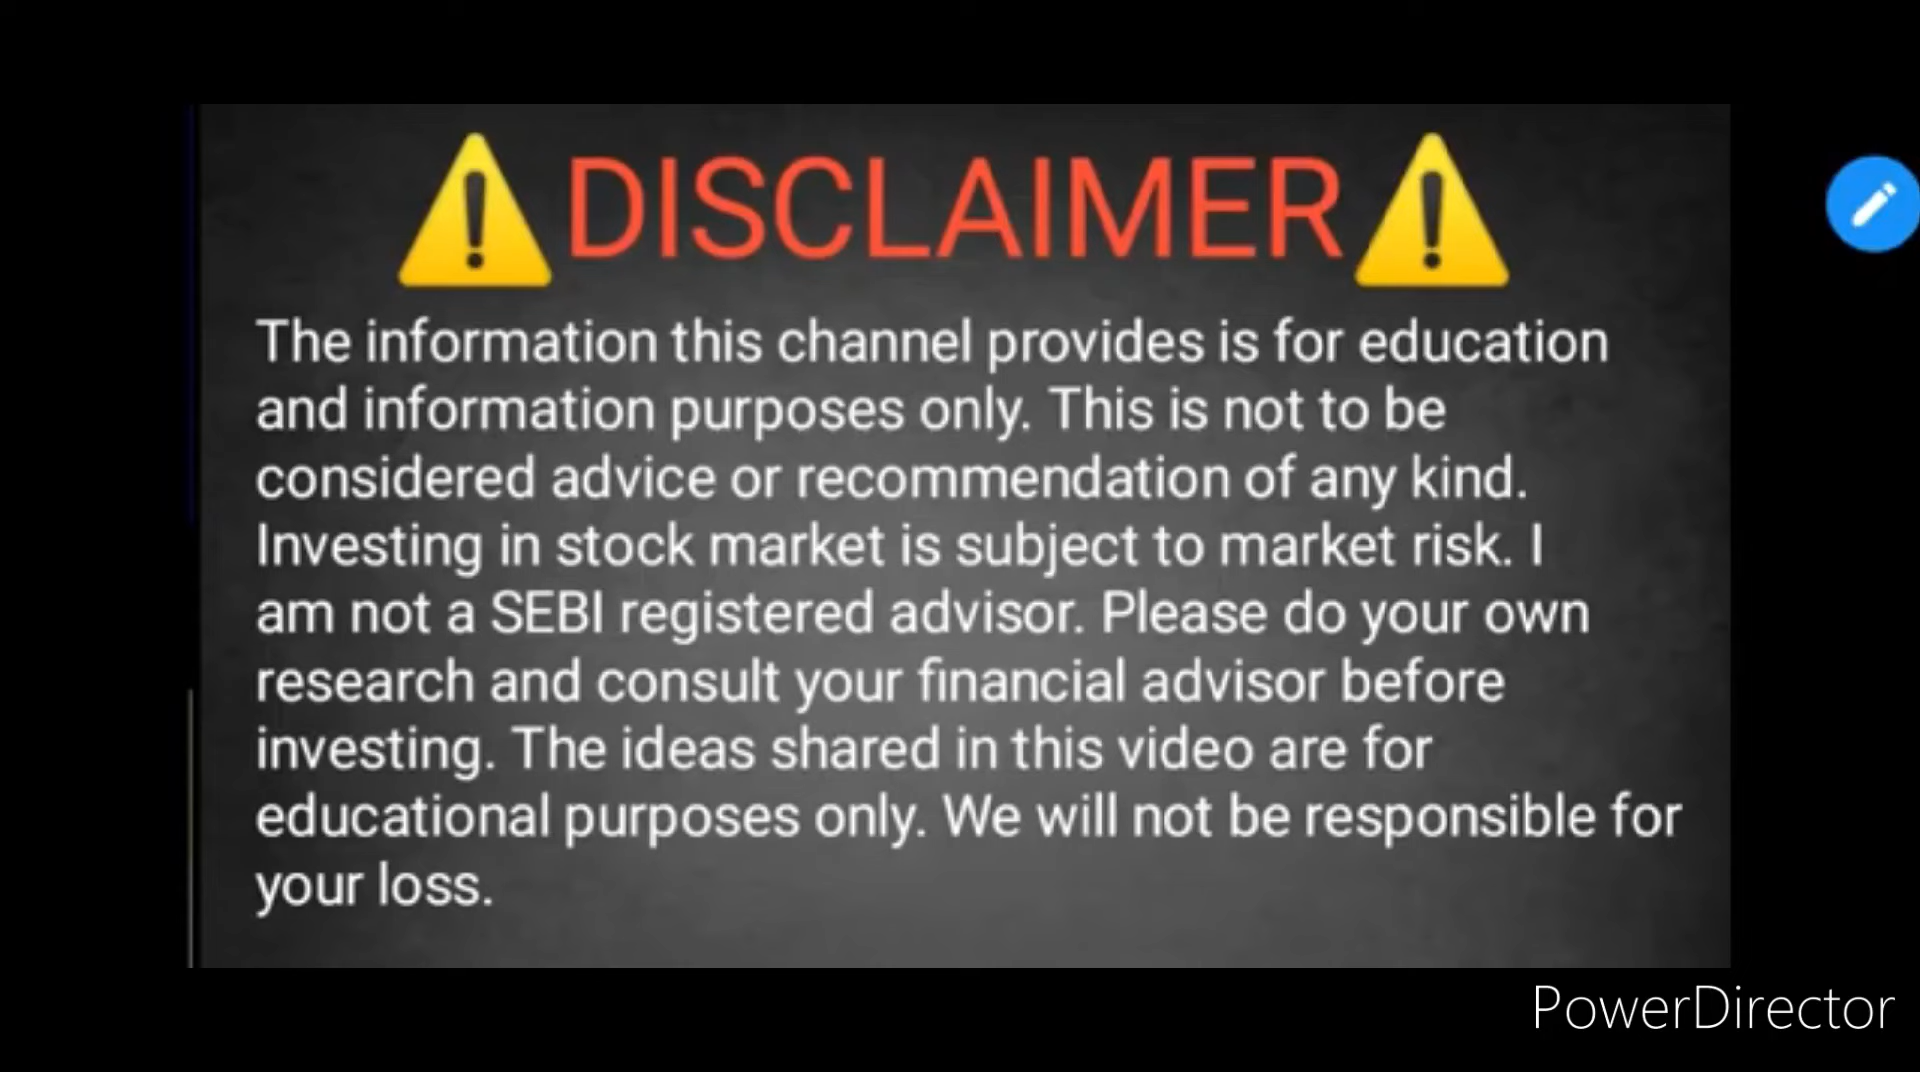 ⚠DISCLAIMER⚠
The information this channel provides is for education
and information purposes only. This is not to be
considered advice or recommendation of any kind.
Investing in stock market is subject to market risk. I
am not a SEBI registered advisor. Please do your own
research and consult your financial advisor before
investing. The ideas shared in this video are for
educational purposes only. We will not be responsible for
your loss.
PowerDirector